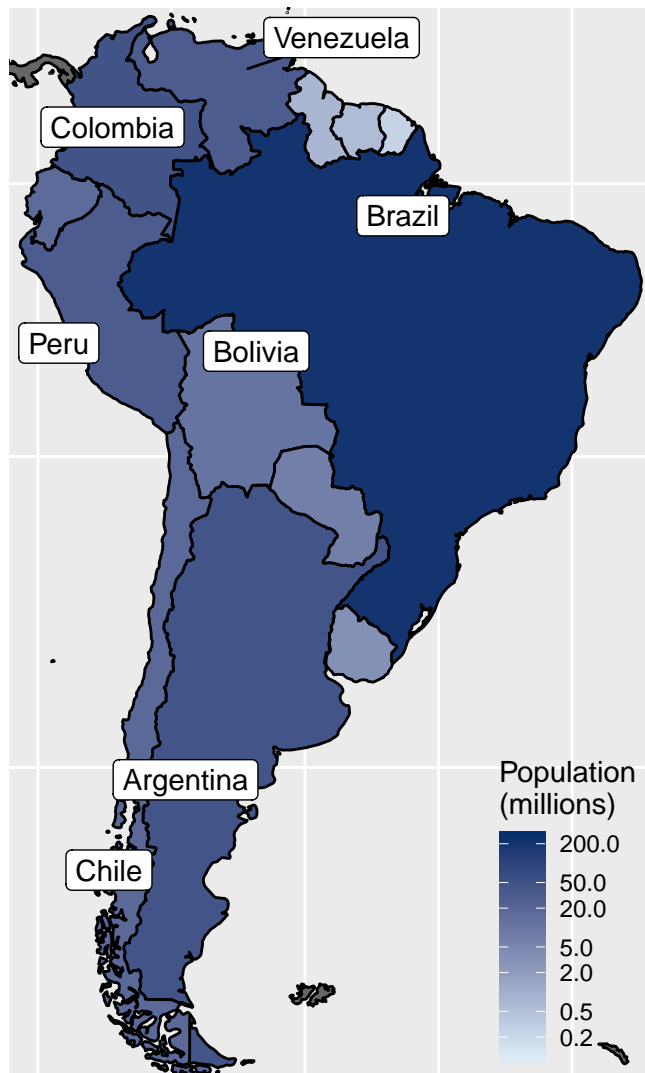 Venezuela
Colombia
Brazil
Peru
Bolivia
Argentina
Chile
Population
(millions)
200.0
50.0
20.0
5.0
2.0
0.5
0.2